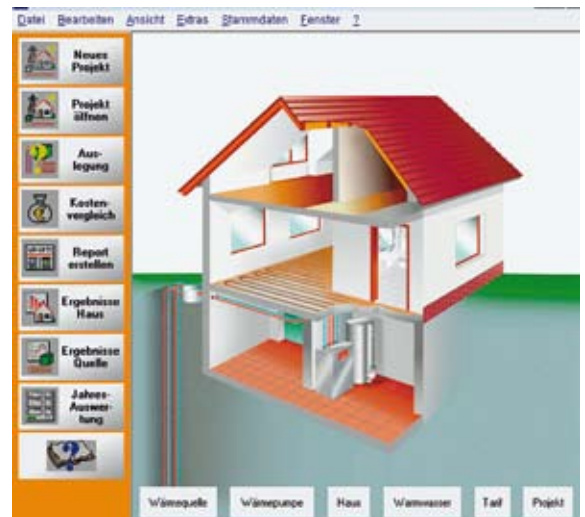 Datei Bearbeiten Ansicht Extras Stammdaten Fenster ?
Neues
Projekt
Projekt
öffnen
Aus-
legung
Kosten-
vergleich
Report
erstellen
Ergebnisse
Haus
Ergebnisse
Quelle
Jahres-
Auswer-
tung
?
Wärmequelle Wärmepumpe Haus Warmwasser Tarif Projekt